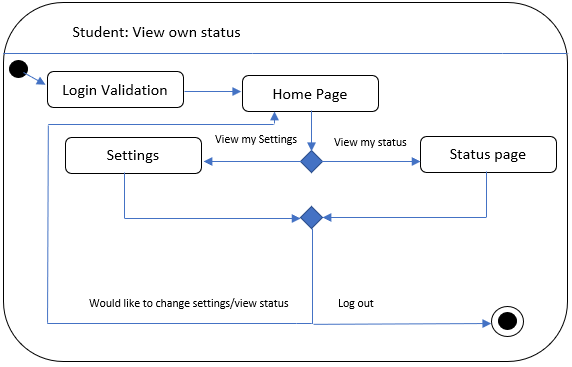 Student: View own status
Login Validation
Home Page
View my Settings
View my status
Settings
Status page
Would like to change settings/view status
Log out